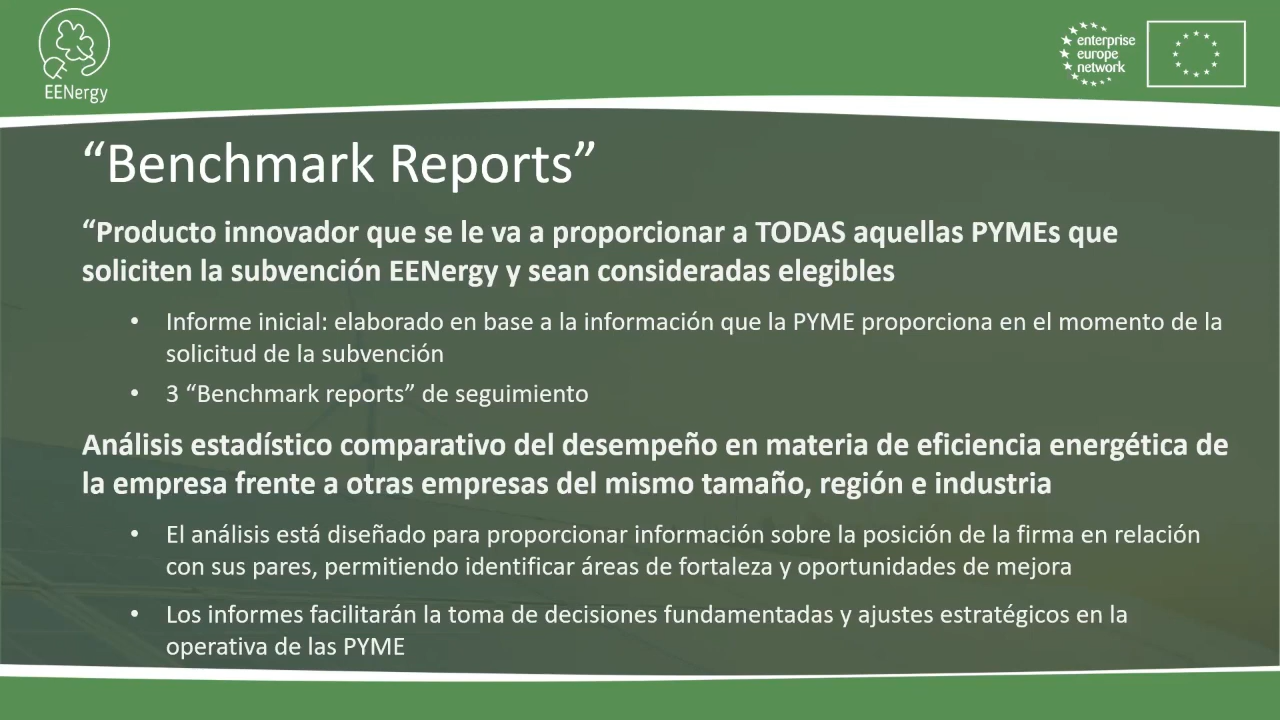 EENergy
enterprise
europe
network
“Benchmark Reports”
“Producto innovador que se le va a proporcionar a TODAS aquellas PYMEs que
soliciten la subvención EENergy y sean consideradas elegibles
• Informe inicial: elaborado en base a la información que la PYME proporciona en el momento de la
solicitud de la subvención
• 3 “Benchmark reports” de seguimiento
Análisis estadístico comparativo del desempeño en materia de eficiencia energética de
la empresa frente a otras empresas del mismo tamaño, región e industria
• El análisis está diseñado para proporcionar información sobre la posición de la firma en relación
con sus pares, permitiendo identificar áreas de fortaleza y oportunidades de mejora
• Los informes facilitarán la toma de decisiones fundamentadas y ajustes estratégicos en la
operativa de las PYME